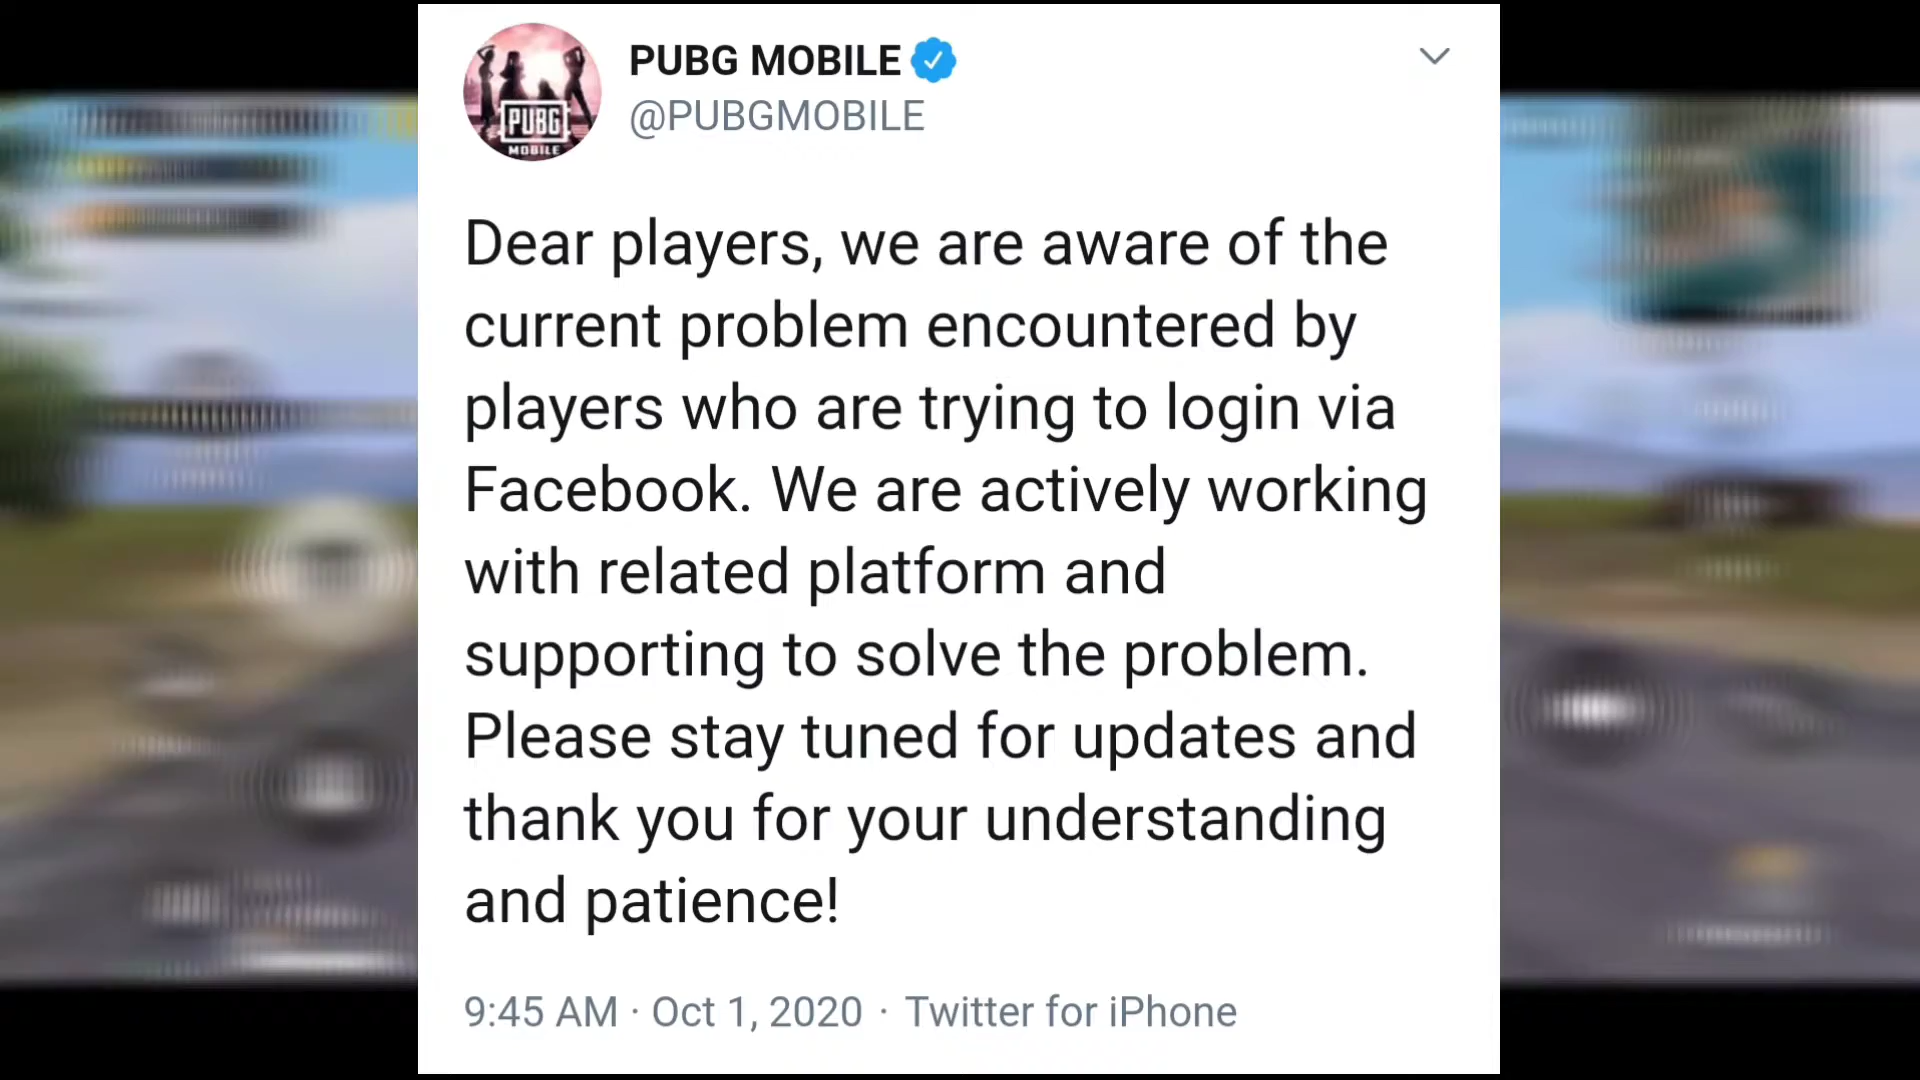 PUBG MOBILE
@PUBGMOBILE
PUBG
MOBILE
Dear players, we are aware of the
current problem encountered by
players who are trying to login via
Facebook. We are actively working
with related platform and
supporting to solve the problem.
Please stay tuned for updates and
thank you for your understanding
and patience!
9:45 AM · Oct 1, 2020 · Twitter for iPhone